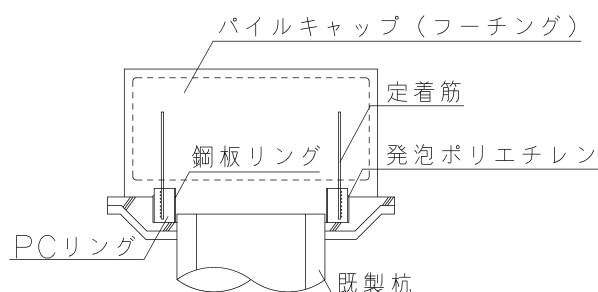 パイルキャップ（フーチング）
定着筋
鋼板リング
発泡ポリエチレン
PCリング
既製杭